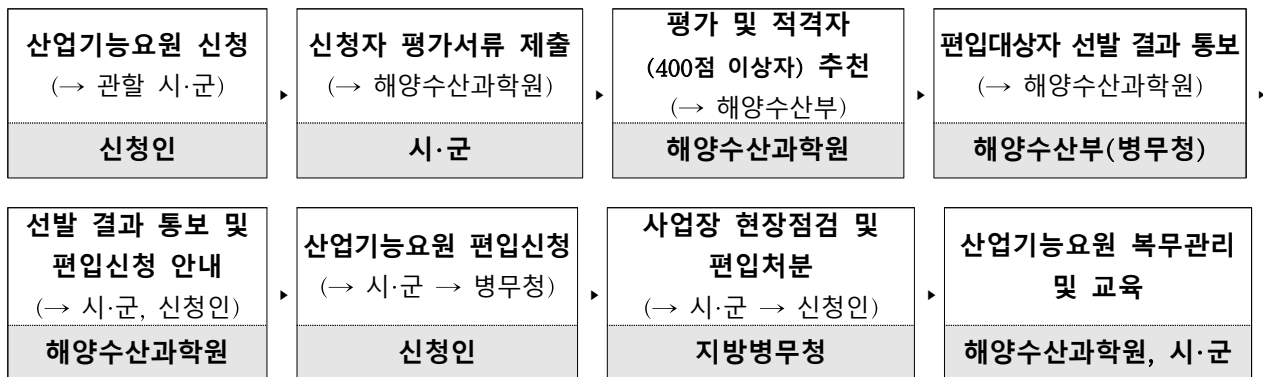 산업기능요원 신청
(→ 관할 시·군)
신청인
▸
신청자 평가서류 제출
(→ 해양수산과학원)
시·군
▸
평가 및 적격자
(400점 이상자) 추천
(→ 해양수산부)
해양수산과학원
▸
편입대상자 선발 결과 통보
(→ 해양수산과학원)
해양수산부(병무청)
▸
선발 결과 통보 및
편입신청 안내
(→ 시·군, 신청인)
해양수산과학원
▸
산업기능요원 편입신청
(→ 시·군 → 병무청)
신청인
▸
사업장 현장점검 및
편입처분
(→ 시·군 → 신청인)
지방병무청
▸
산업기능요원 복무관리
및 교육
해양수산과학원, 시·군